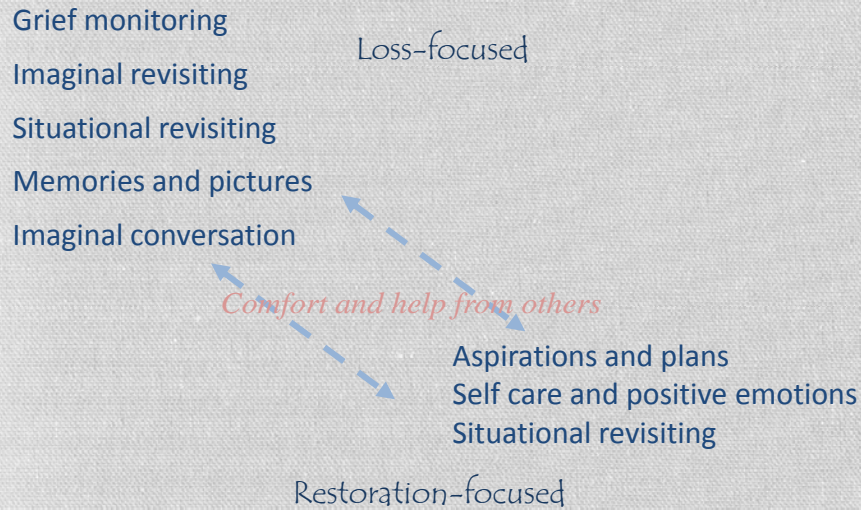 Grief monitoring
Loss-focused
Imaginal revisiting
Situational revisiting
Memories and pictures
Imaginal conversation
Comfort and help from others
Aspirations and plans
Self care and positive emotions
Situational revisiting
Restoration-focused